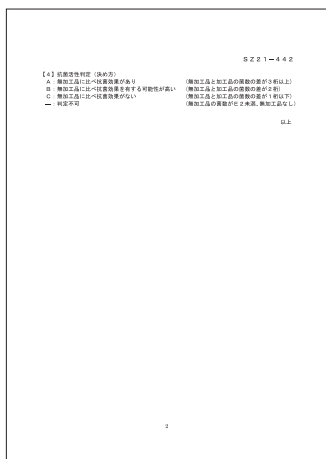 SZ21－442
【4】抗菌活性判定（決め方）
A：無加工品に比べ抗菌効果があり （無加工品と加工品の菌数の差が3桁以上）
B：無加工品に比べ抗菌効果を有する可能性が高い （無加工品と加工品の菌数の差が2桁）
C：無加工品に比べ抗菌効果がない （無加工品と加工品の菌数の差が1桁以下）
―：判定不可 （無加工品の菌数がE2未満、無加工品なし）
以上
2